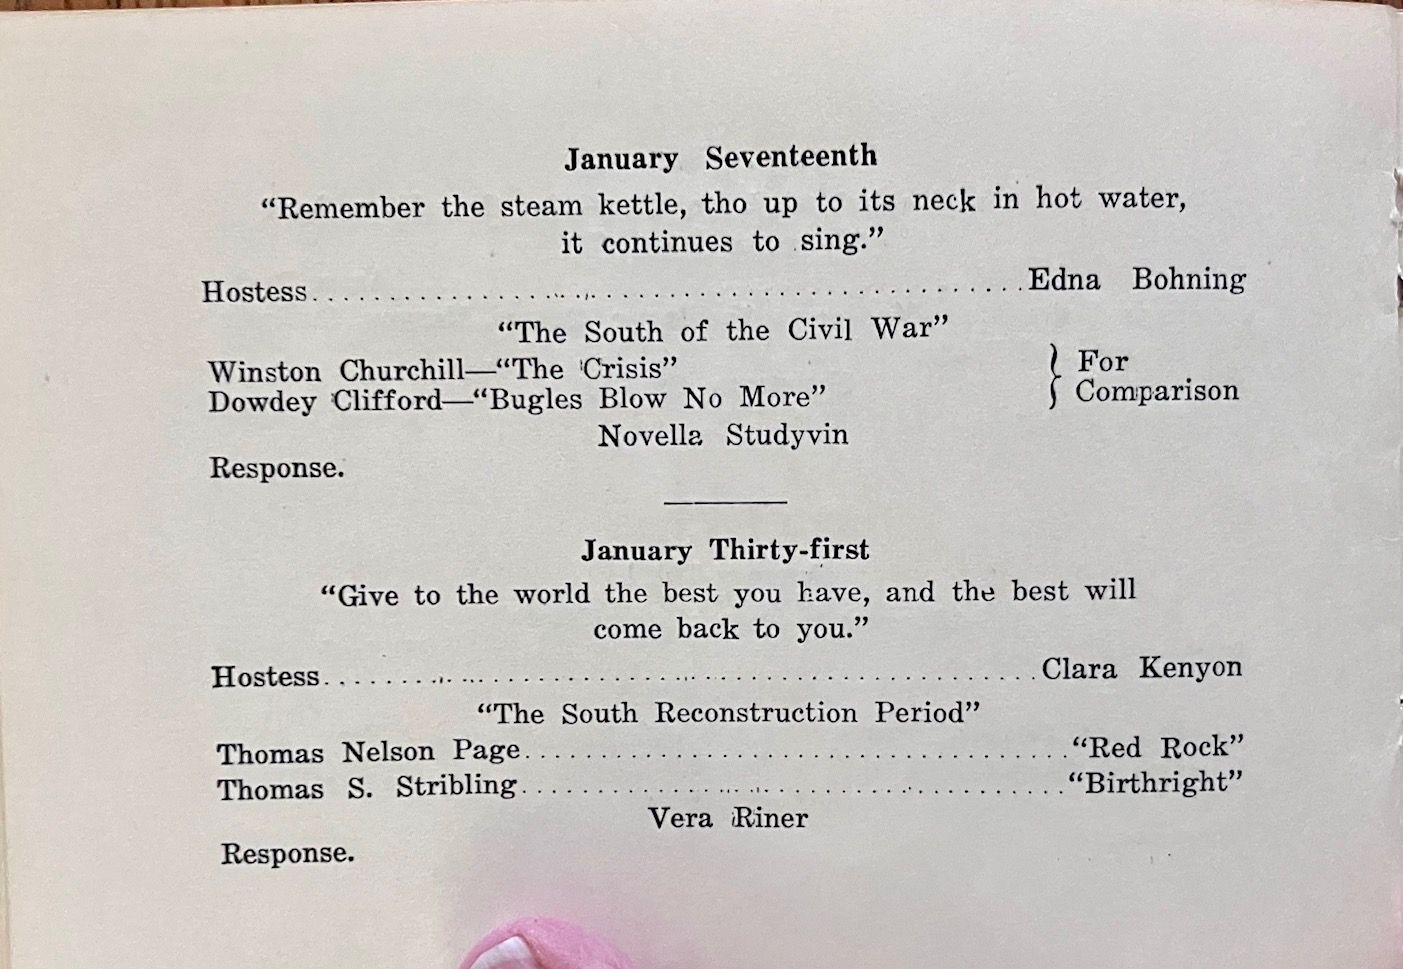 January Seventeenth
“Remember the steam kettle, tho up to its neck in hot water,
it continues to sing.”
Hostess........................................Edna Bohning
“The South of the Civil War”
Winston Churchill—“The Crisis” } For
Dowdey Clifford—“Bugles Blow No More” } Comparison
Novella Studyvin
Response.
January Thirty-first
“Give to the world the best you have, and the best will
come back to you.”
Hostess........................................Clara Kenyon
“The South Reconstruction Period”
Thomas Nelson Page........................................“Red Rock”
Thomas S. Stribling........................................“Birthright”
Vera Riner
Response.